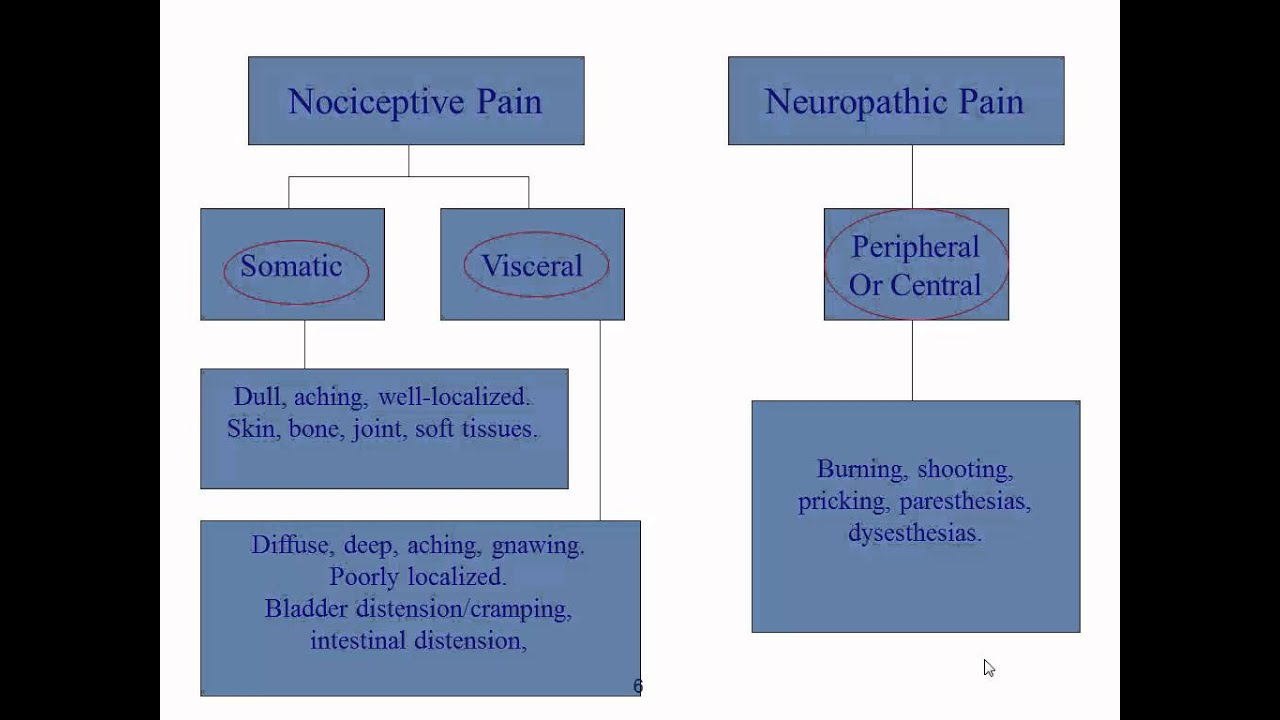 Nociceptive Pain
Neuropathic Pain
Somatic
Visceral
Peripheral
Or Central
Dull, aching, well-localized.
Skin, bone, joint, soft tissues.
Diffuse, deep, aching, gnawing.
Poorly localized.
Bladder distension/cramping,
intestinal distension,
Burning, shooting,
pricking, paresthesias,
dysesthesias.
6